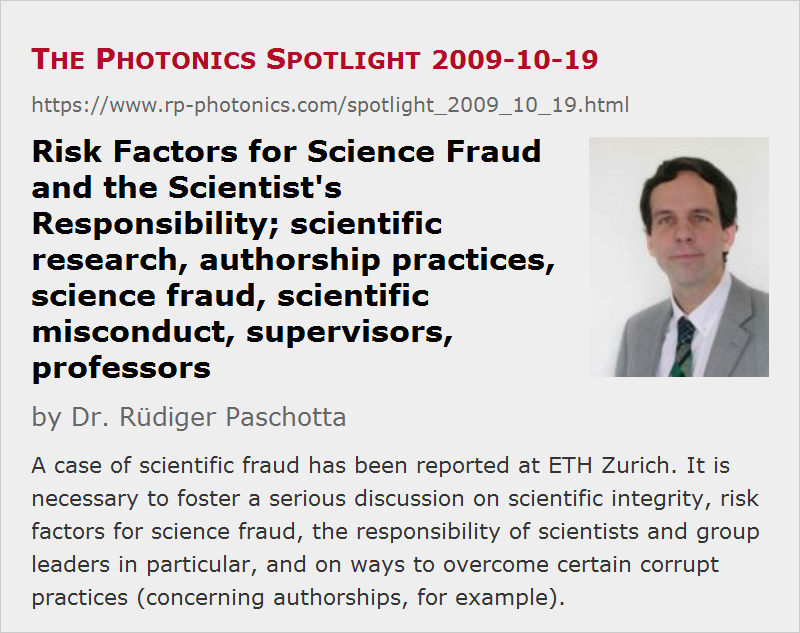 The Photonics Spotlight 2009-10-19
https://www.rp-photonics.com/spotlight_2009_10_19.html
Risk Factors for Science Fraud
and the Scientist's
Responsibility; scientific
research, authorship practices,
science fraud, scientific
misconduct, supervisors,
professors
by Dr. Rüdiger Paschotta
A case of scientific fraud has been reported at ETH Zurich. It is
necessary to foster a serious discussion on scientific integrity, risk
factors for science fraud, the responsibility of scientists and group
leaders in particular, and on ways to overcome certain corrupt
practices (concerning authorships, for example).